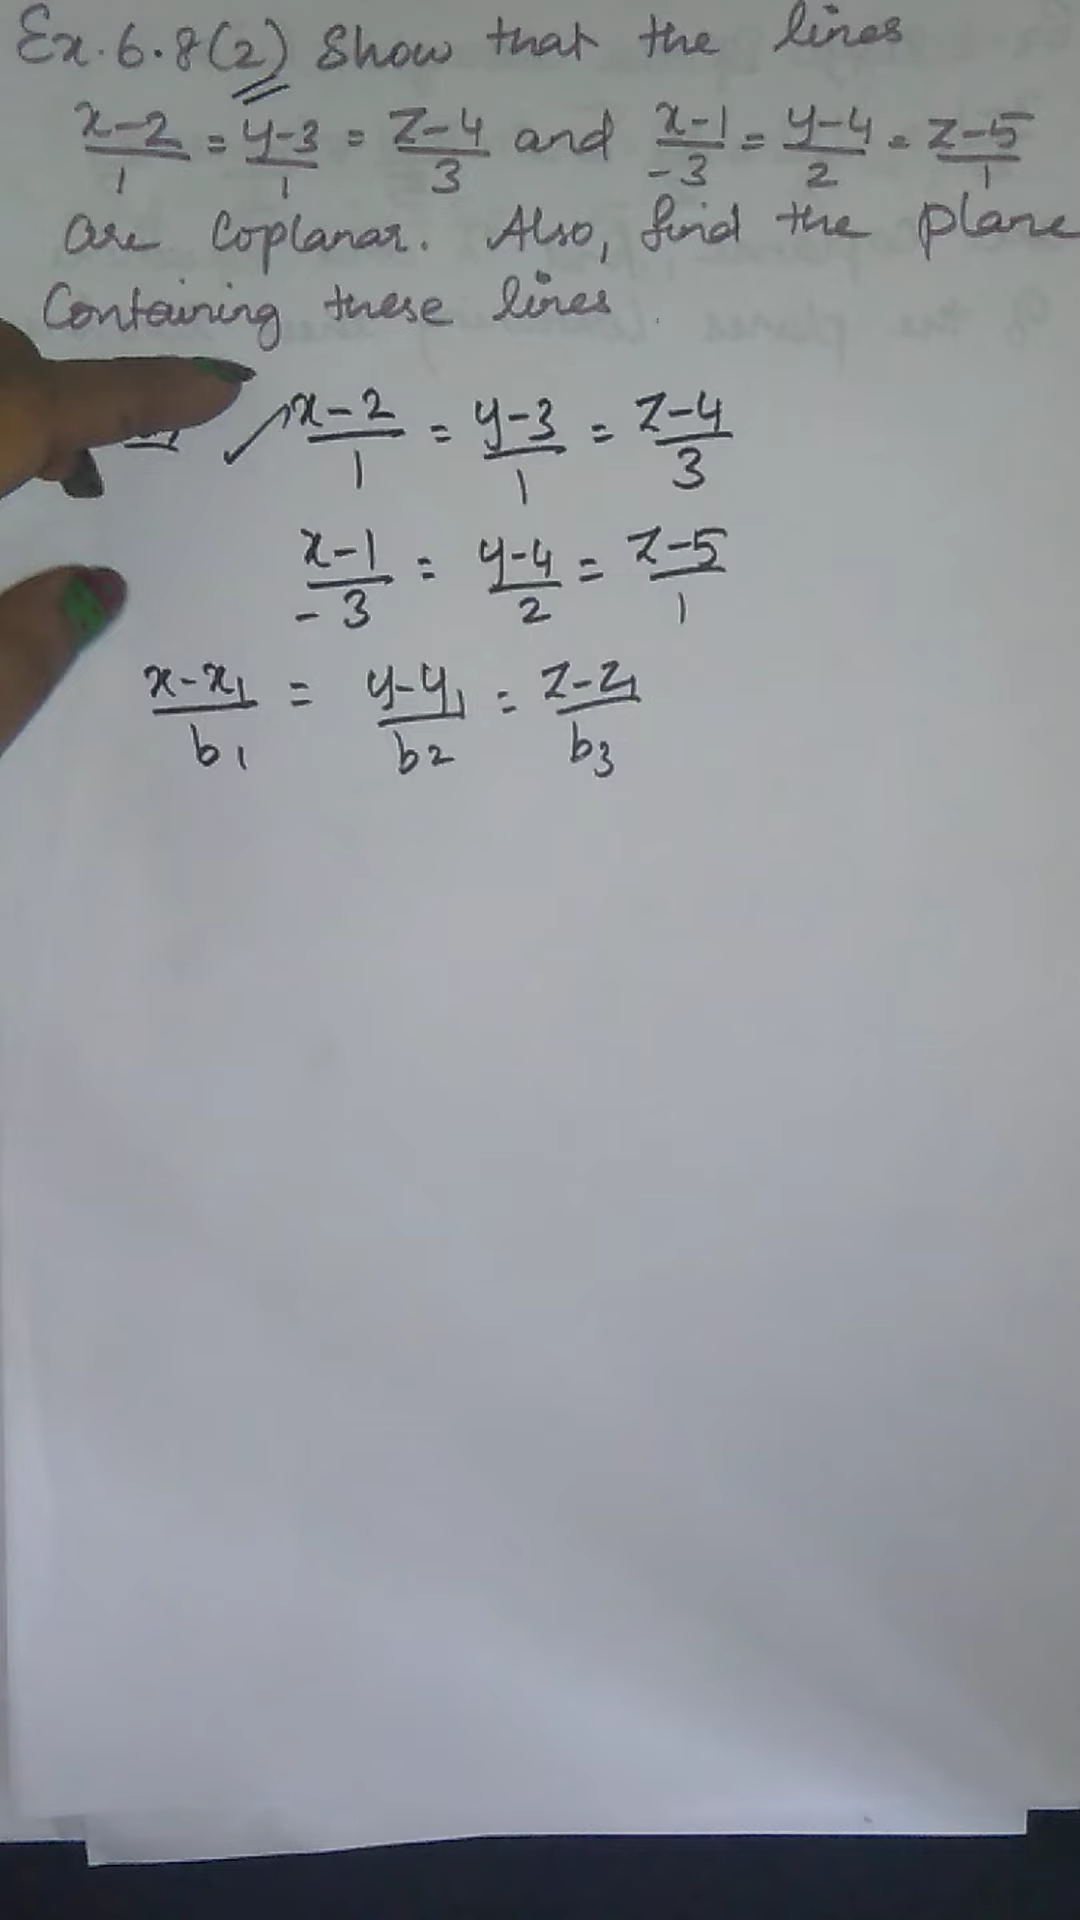 Ex. 6.8(2) Show that the lines
x-2/1 = y-3/1 = z-4/3 and x-1/-3 = y-4/2 = z-5/1
are Coplanar. Also, find the plane
Containing these lines.
x-2/1 = y-3/1 = z-4/3
x-1/-3 = y-4/2 = z-5/1
x-x₁/b₁ = y-y₁/b₂ = z-z₁/b₃